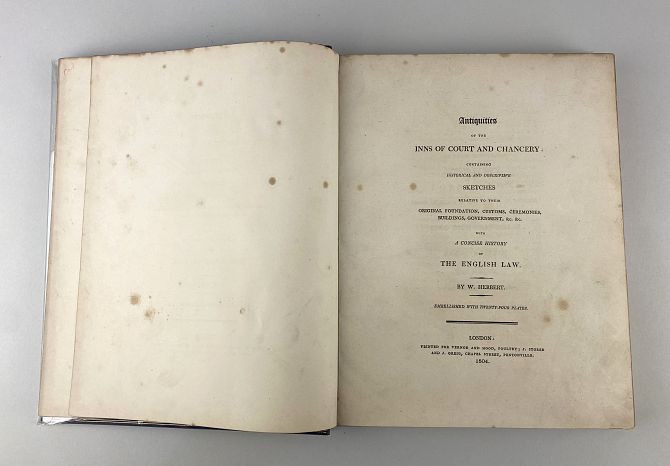 Antiquities
OF THE
INNS OF COURT AND CHANCERY:
CONTAINING
HISTORICAL AND DESCRIPTIVE
SKETCHES
RELATIVE TO THEIR
ORIGINAL FOUNDATION, CUSTOMS, CEREMONIES,
BUILDINGS, GOVERNMENT, &c. &c.
WITH
A CONCISE HISTORY
OF
THE ENGLISH LAW.
BY W. HERBERT.
EMBELLISHED WITH TWENTY-FOUR PLATES.
LONDON:
PRINTED FOR VERNOR AND HOOD, POULTRY; J. STORER
AND J. GREIG, CHAPEL STREET, PENTONVILLE.
1804.